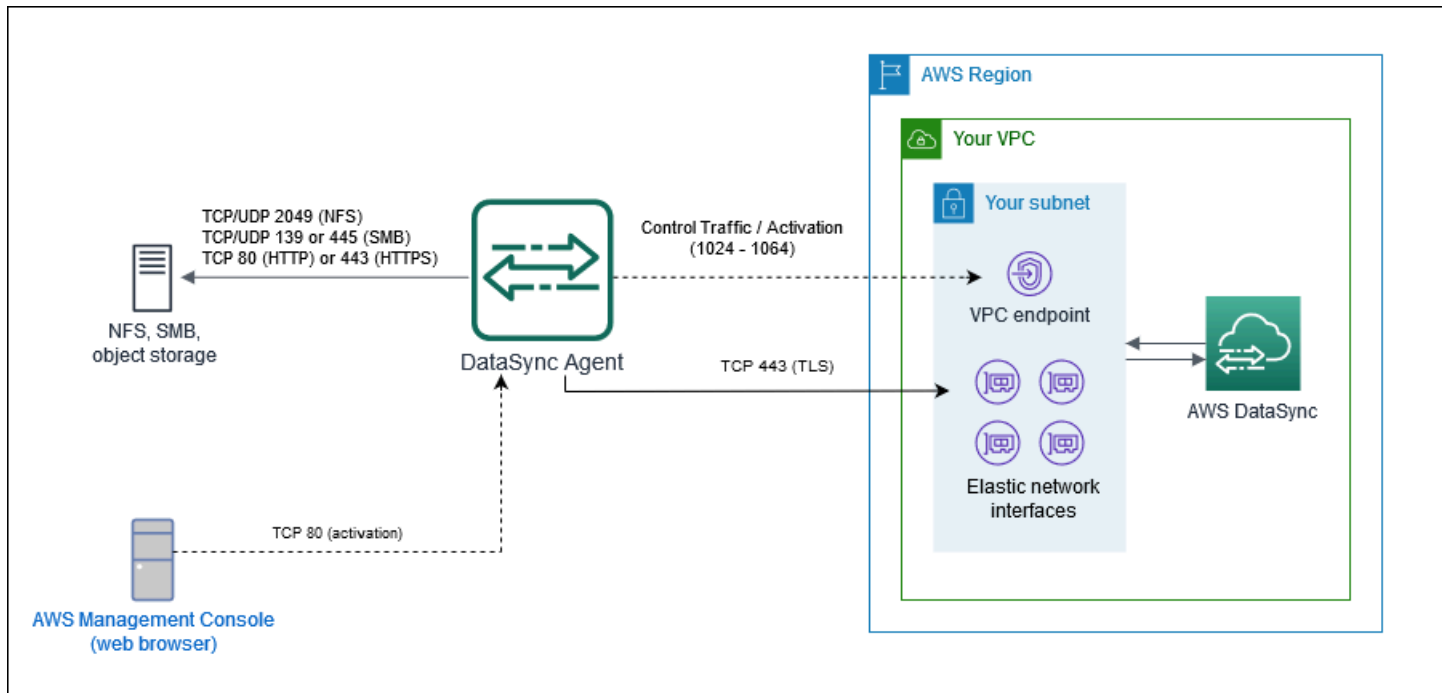 AWS Region
Your VPC
Your subnet
TCP/UDP 2049 (NFS)
TCP/UDP 139 or 445 (SMB)
TCP 80 (HTTP) or 443 (HTTPS)
Control Traffic / Activation
(1024 - 1064)
VPC endpoint
NFS, SMB,
object storage
DataSync Agent
TCP 443 (TLS)
AWS DataSync
Elastic network
interfaces
TCP 80 (activation)
AWS Management Console
(web browser)